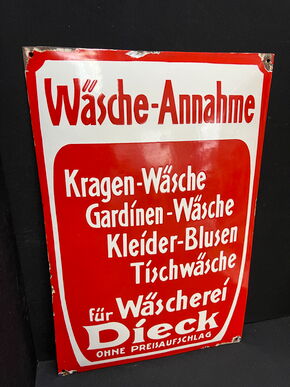 Wäsche-Annahme
Kragen-Wäsche
Gardinen-Wäsche
Kleider-Blusen
Tischwäsche
für Wäscherei
Dieck
OHNE PREISAUFSCHLAG